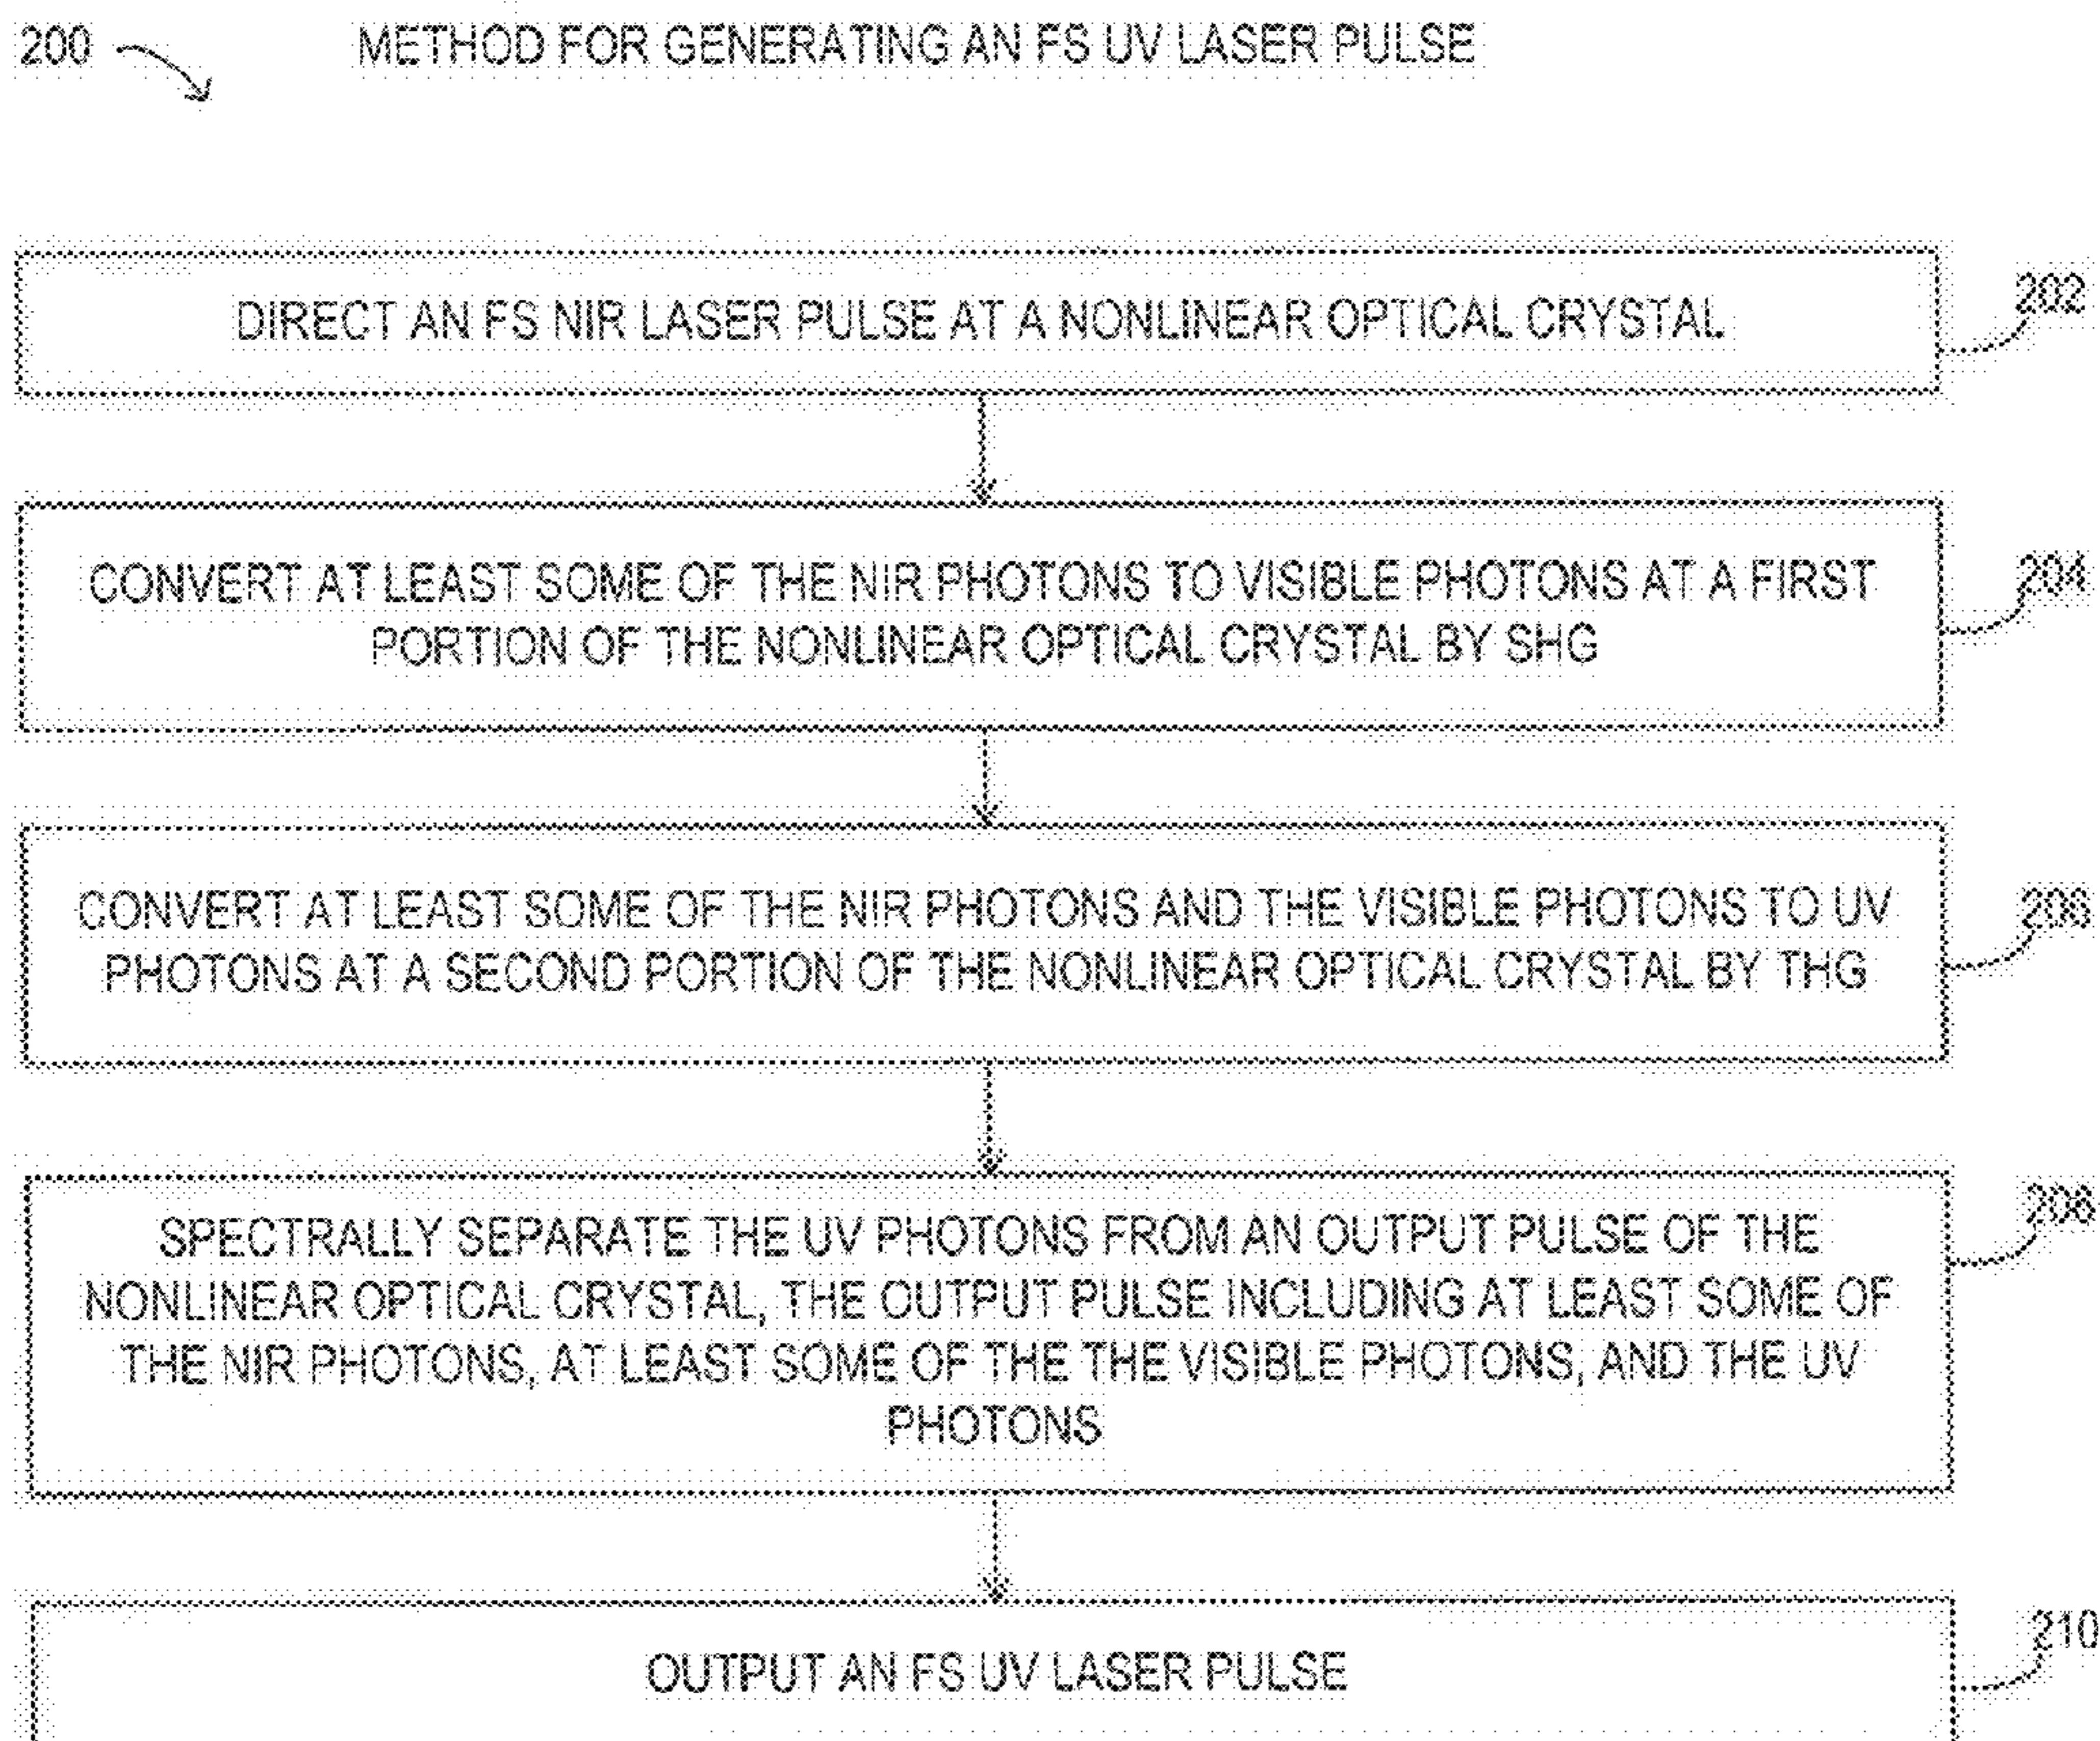 200 METHOD FOR GENERATING AN FS UV LASER PULSE
DIRECT AN FS NIR LASER PULSE AT A NONLINEAR OPTICAL CRYSTAL
202
CONVERT AT LEAST SOME OF THE NIR PHOTONS TO VISIBLE PHOTONS AT A FIRST
PORTION OF THE NONLINEAR OPTICAL CRYSTAL BY SHG
204
CONVERT AT LEAST SOME OF THE NIR PHOTONS AND THE VISIBLE PHOTONS TO UV
PHOTONS AT A SECOND PORTION OF THE NONLINEAR OPTICAL CRYSTAL BY THG
206
SPECTRALLY SEPARATE THE UV PHOTONS FROM AN OUTPUT PULSE OF THE
NONLINEAR OPTICAL CRYSTAL, THE OUTPUT PULSE INCLUDING AT LEAST SOME OF
THE NIR PHOTONS, AT LEAST SOME OF THE THE VISIBLE PHOTONS, AND THE UV
PHOTONS
208
OUTPUT AN FS UV LASER PULSE
210